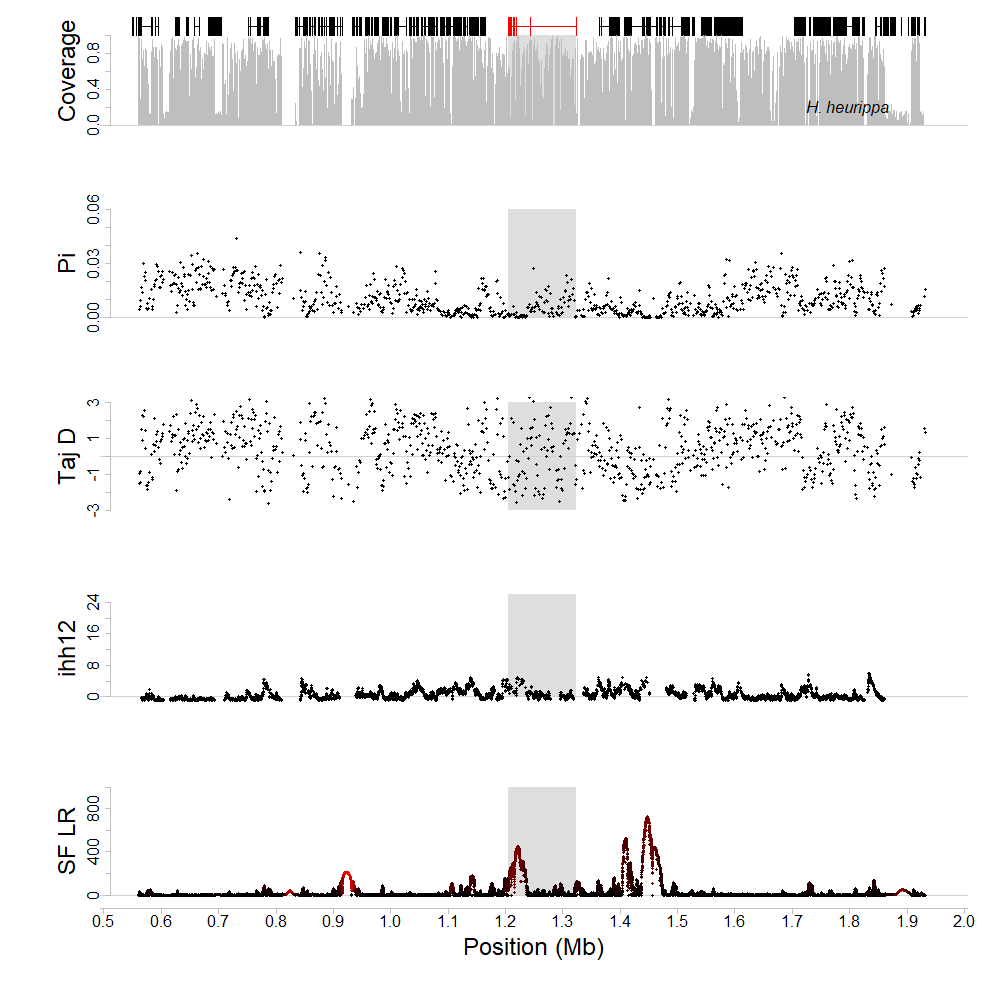 Coverage
0.0 0.4 0.8
H. heurippa
Pi
0.00 0.03 0.06
Taj D
-3 -1 1 3
ihh12
0 8 16 24
SF LR
0 400 800
0.5 0.6 0.7 0.8 0.9 1.0 1.1 1.2 1.3 1.4 1.5 1.6 1.7 1.8 1.9 2.0
Position (Mb)